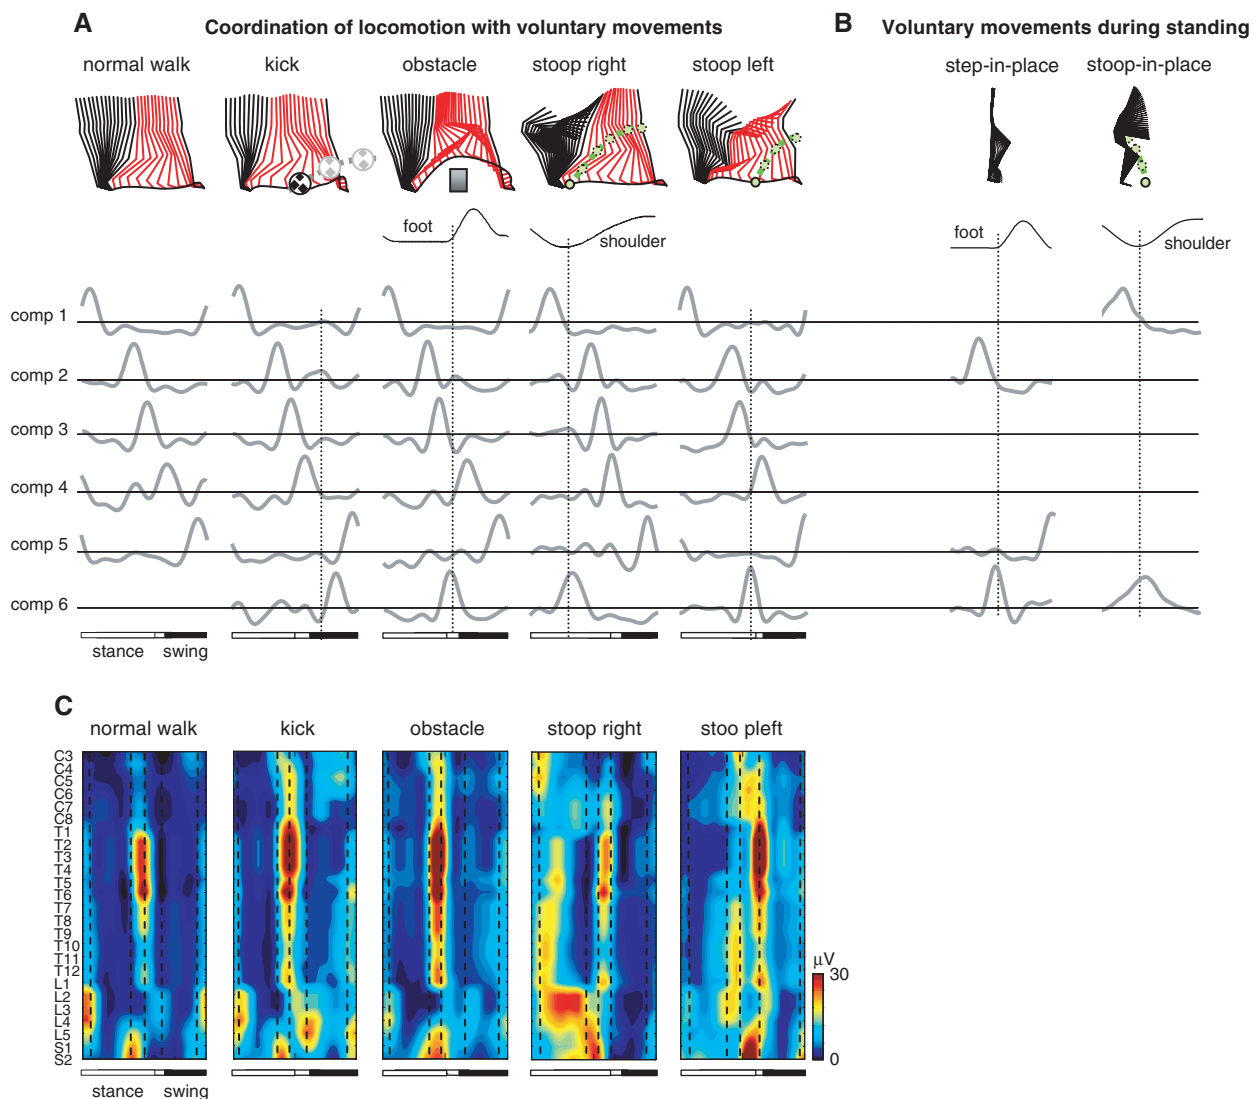 A
Coordination of locomotion with voluntary movements
B
Voluntary movements during standing
normal walk
kick
obstacle
stoop right
stoop left
step-in-place
stoop-in-place
foot
shoulder
foot
shoulder
comp 1
comp 2
comp 3
comp 4
comp 5
comp 6
stance
swing
C
normal walk
kick
obstacle
stoop right
stoo pleft
C3
C4
C5
C6
C7
C8
T1
T2
T3
T4
T5
T6
T7
T8
T9
T10
T11
T12
L1
L2
L3
L4
L5
S1
S2
μV
30
0
stance
swing